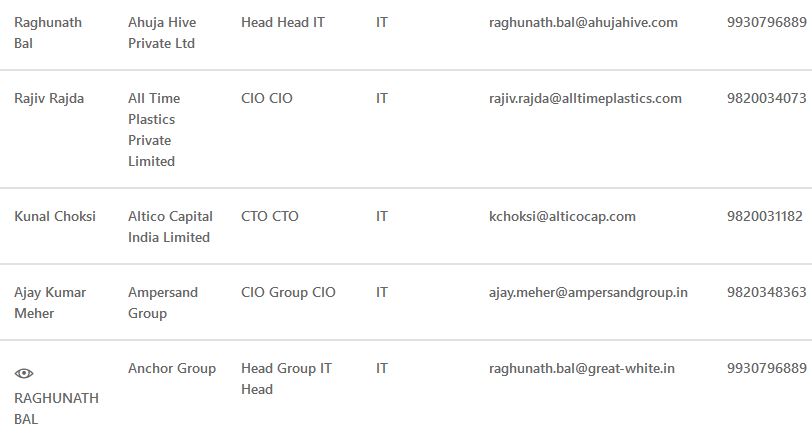 Raghunath Bal
Ahuja Hive Private Ltd
Head Head IT
IT
raghunath.bal@ahujahive.com
9930796889
Rajiv Rajda
All Time Plastics Private Limited
CIO CIO
IT
rajiv.rajda@alltimeplastics.com
9820034073
Kunal Choksi
Altico Capital India Limited
CTO CTO
IT
kchoksi@alticocap.com
9820031182
Ajay Kumar Meher
Ampersand Group
CIO Group CIO
IT
ajay.meher@ampersandgroup.in
9820348363
RAGHUNATH BAL
Anchor Group
Head Group IT Head
IT
raghunath.bal@great-white.in
9930796889